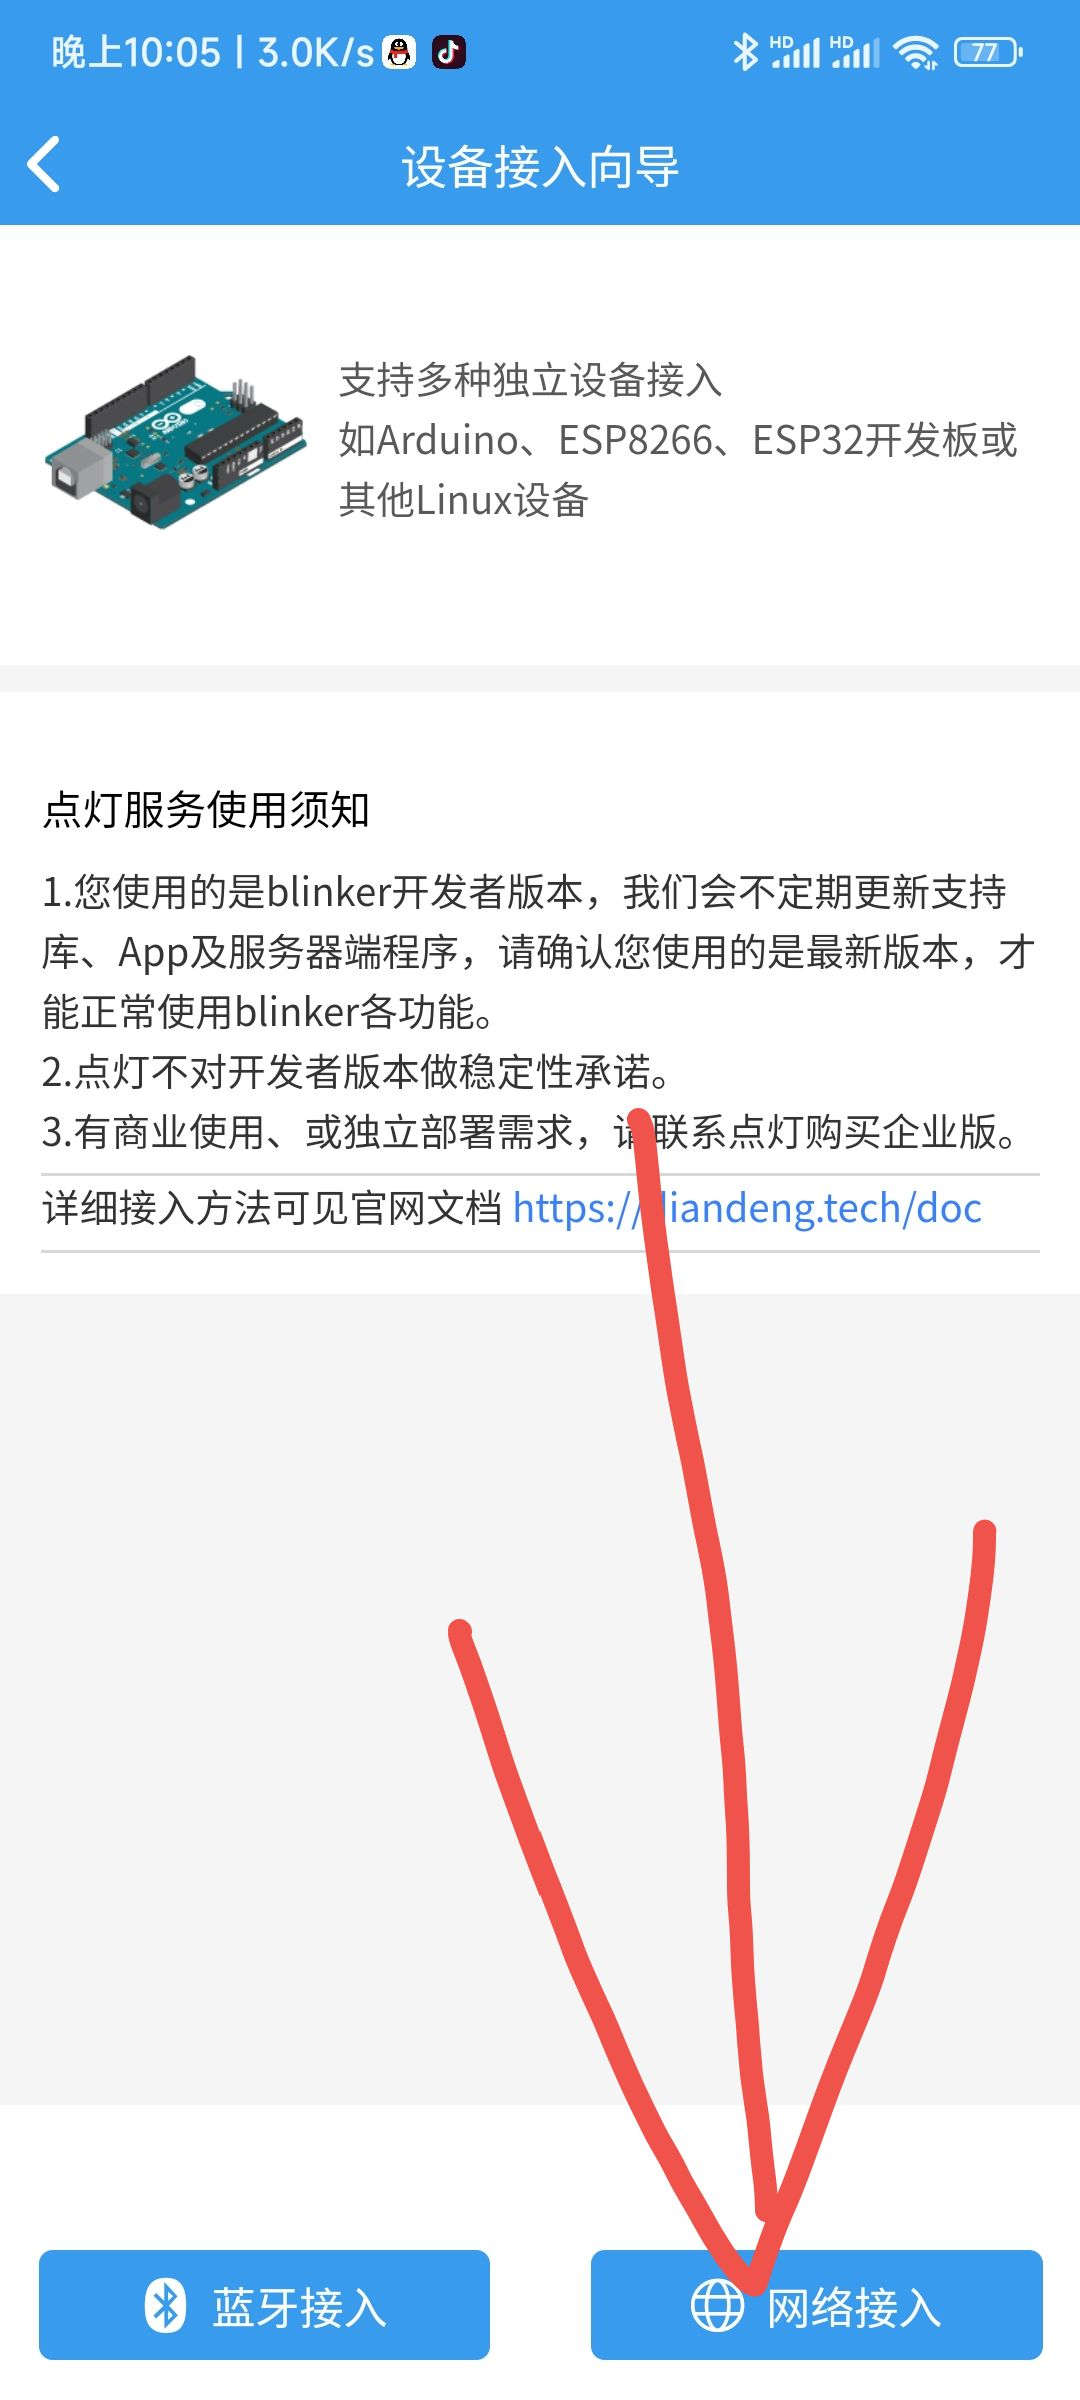 晚上10:05 | 3.0K/s HD HD 77
设备接入向导
支持多种独立设备接入
如Arduino、ESP8266、ESP32开发板或
其他Linux设备
点灯服务使用须知
1.您使用的是blinker开发者版本，我们会不定期更新支持
库、App及服务器端程序，请确认您使用的是最新版本，才
能正常使用blinker各功能。
2.点灯不对开发者版本做稳定性承诺。
3.有商业使用、或独立部署需求，请联系点灯购买企业版。
详细接入方法可见官网文档 https://diandeng.tech/doc
蓝牙接入 网络接入